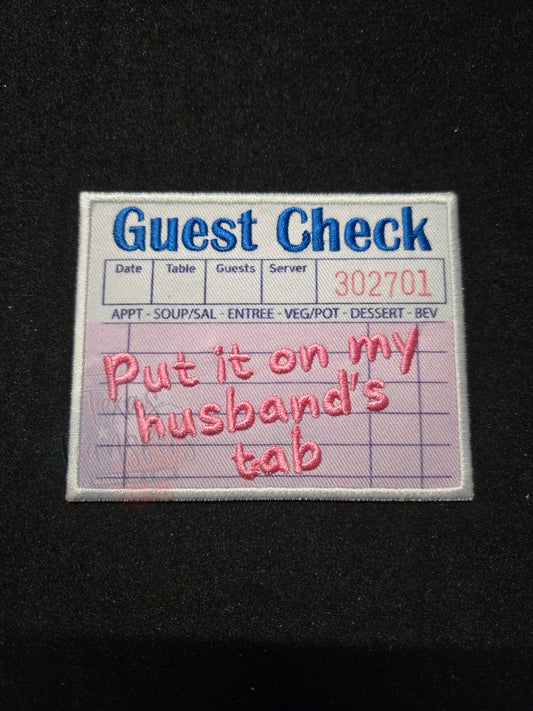 Guest Check
Date Table Guests Server 302701
APPT - SOUP/SAL - ENTREE - VEG/POT - DESSERT - BEV
Put it on my
husband's
tab